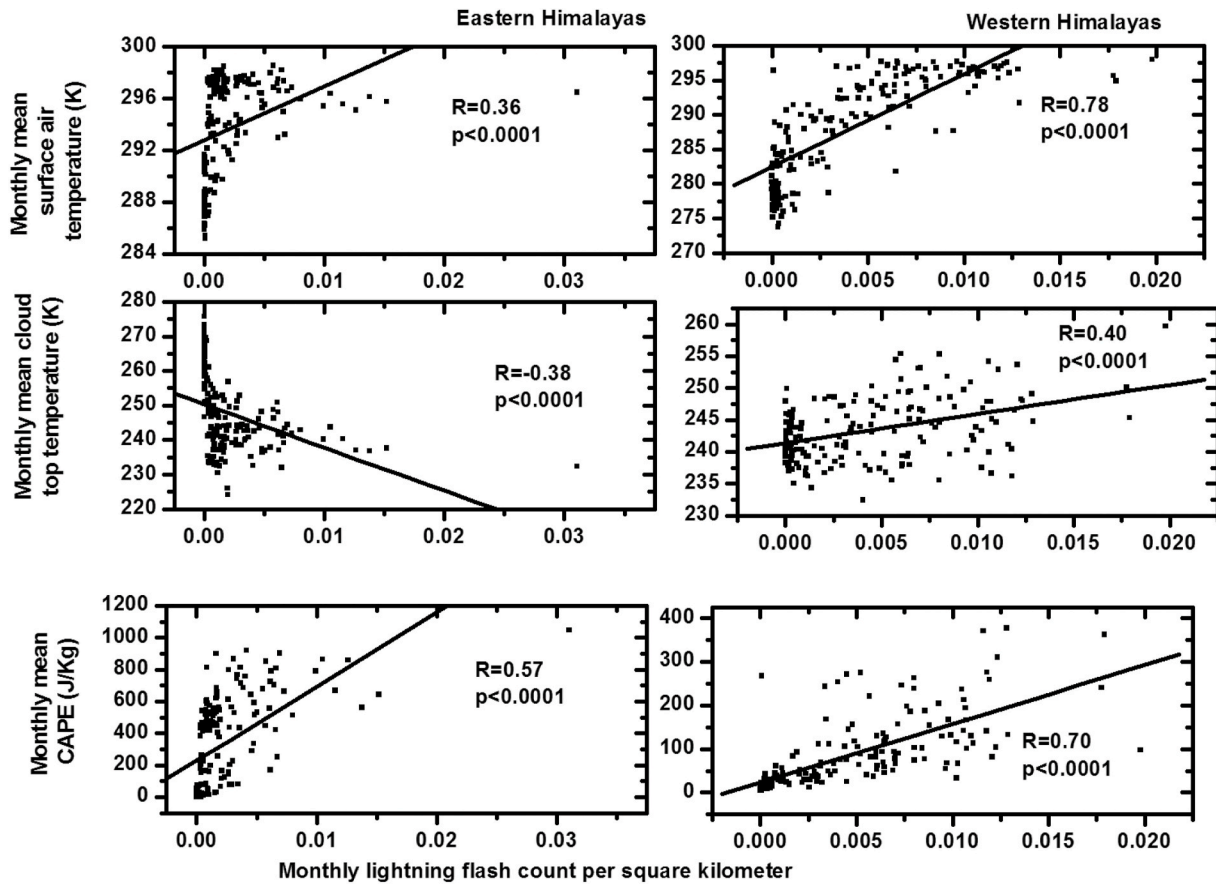 Eastern Himalayas
Western Himalayas
Monthly mean
surface air
temperature (K)
300
296
292
288
284
R=0.36
p<0.0001
0.00
0.01
0.02
0.03
300
295
290
285
280
275
270
R=0.78
p<0.0001
0.000
0.005
0.010
0.015
0.020
Monthly mean cloud
top temperature (K)
280
270
260
250
240
230
220
R=-0.38
p<0.0001
0.00
0.01
0.02
0.03
260
255
250
245
240
235
230
R=0.40
p<0.0001
0.000
0.005
0.010
0.015
0.020
Monthly mean
CAPE (J/Kg)
1200
1000
800
600
400
200
0
R=0.57
p<0.0001
0.00
0.01
0.02
0.03
400
300
200
100
0
R=0.70
p<0.0001
0.000
0.005
0.010
0.015
0.020
Monthly lightning flash count per square kilometer